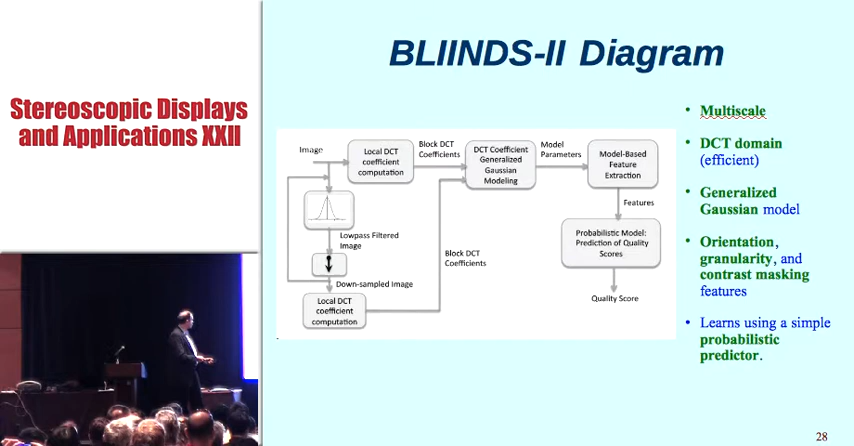 Stereoscopic Displays
and Applications XXII
BLIINDS-II Diagram
Image
Local DCT
coefficient
computation
Block DCT
Coefficients
DCT Coefficient
Generalized
Gaussian
Modeling
Model
Parameters
Model-Based
Feature
Extraction
Features
Probabilistic Model:
Prediction of Quality
Scores
Quality Score
Lowpass Filtered
Image
Down-sampled Image
Local DCT
coefficient
computation
Block DCT
Coefficients
• Multiscale
• DCT domain
(efficient)
• Generalized
Gaussian model
• Orientation,
granularity, and
contrast masking
features
• Learns using a simple
probabilistic
predictor.
28